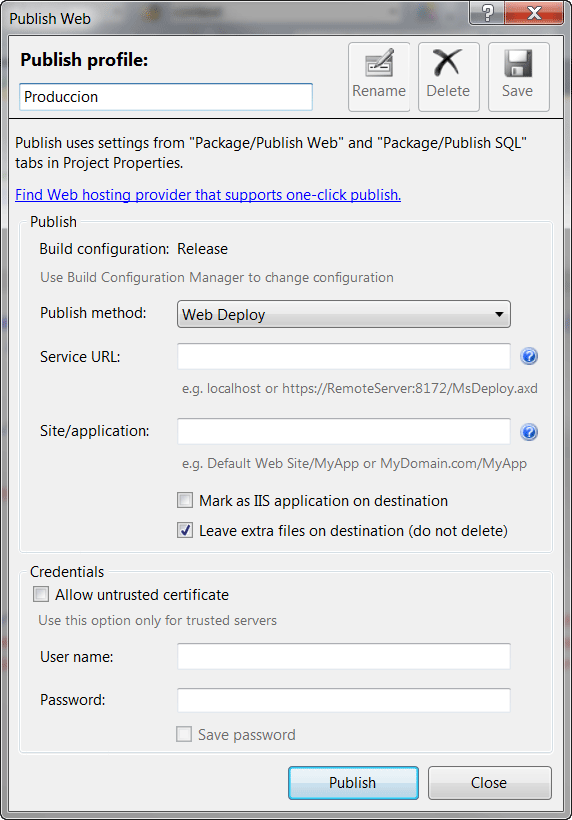 Publish Web
Publish profile:
Rename
Delete
Save
Produccion
Publish uses settings from "Package/Publish Web" and "Package/Publish SQL"
tabs in Project Properties.
Find Web hosting provider that supports one-click publish.
Publish
Build configuration: Release
Use Build Configuration Manager to change configuration
Publish method: Web Deploy
Service URL:
e.g. localhost or https://RemoteServer:8172/MsDeploy.axd
Site/application:
e.g. Default Web Site/MyApp or MyDomain.com/MyApp
Mark as IIS application on destination
Leave extra files on destination (do not delete)
Credentials
Allow untrusted certificate
Use this option only for trusted servers
User name:
Password:
Save password
Publish
Close